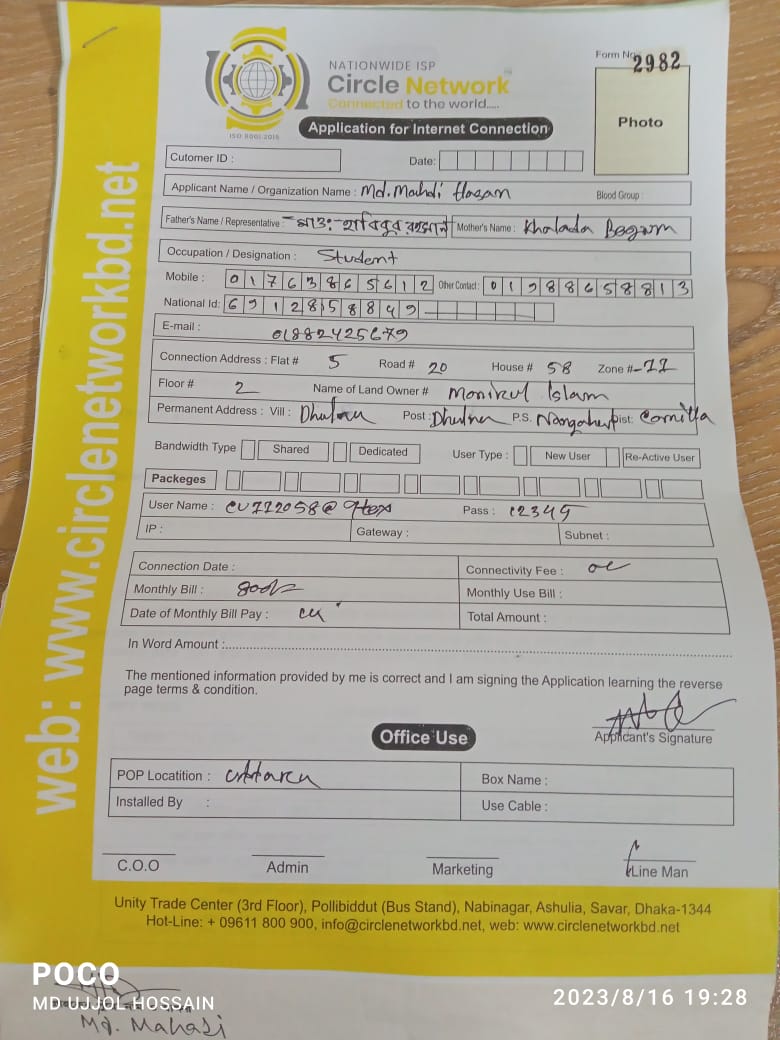 NATIONWIDE ISP
Circle Network
Connected to the world.....
ISO 9001:2015
Form No 2982
Photo
Application for Internet Connection
Cutomer ID :
Date:
Applicant Name / Organization Name : Md. Mahdi Hasan Blood Group :
Father's Name / Representative : মোঃ হাবিবুর রহমান Mother's Name : Khalada Begum
Occupation / Designation : Student
Mobile : 01763865612 Other Contact : 01988658813
National Id: 6912858849
E-mail : 01882425679
Connection Address : Flat # 5 Road # 20 House # 58 Zone # 11
Floor # 2 Name of Land Owner # Monirul Islam
Permanent Address : Vill : Post : P.S. Dist: Comilla
Bandwidth Type Shared Dedicated User Type : New User Re-Active User
Packeges
User Name : Pass : 12345
IP : Gateway : Subnet :
Connection Date : Connectivity Fee :
Monthly Bill : Monthly Use Bill :
Date of Monthly Bill Pay : Total Amount :
In Word Amount :
The mentioned information provided by me is correct and I am signing the Application learning the reverse
page terms & condition.
Applicant's Signature
Office Use
POP Locatition : uttara Box Name :
Installed By : Use Cable :
C.O.O Admin Marketing Line Man
Unity Trade Center (3rd Floor), Pollibiddut (Bus Stand), Nabinagar, Ashulia, Savar, Dhaka-1344
Hot-Line: + 09611 800 900, info@circlenetworkbd.net, web: www.circlenetworkbd.net
web: www.circlenetworkbd.net
POCO
MD UJJOL HOSSAIN
2023/8/16 19:28
Md. Mahadi